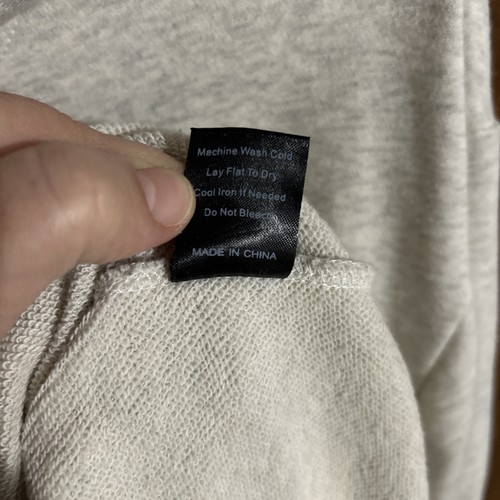 Machine Wash Cold
Lay Flat To Dry
Cool Iron If Needed
Do Not Bleach
MADE IN CHINA